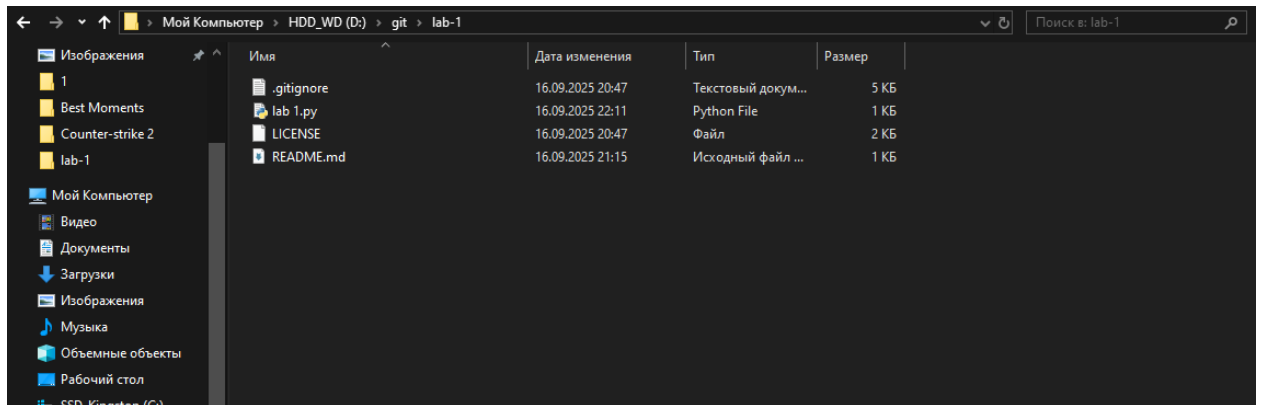 Мой Компьютер › HDD_WD (D:) › git › lab-1
Поиск в: lab-1
Изображения
1
Best Moments
Counter-strike 2
lab-1
Мой Компьютер
Видео
Документы
Загрузки
Изображения
Музыка
Объемные объекты
Рабочий стол
SSD_Kingston (C:)
Имя Дата изменения Тип Размер
.gitignore 16.09.2025 20:47 Текстовый докум... 5 КБ
lab 1.py 16.09.2025 22:11 Python File 1 КБ
LICENSE 16.09.2025 20:47 Файл 2 КБ
README.md 16.09.2025 21:15 Исходный файл ... 1 КБ